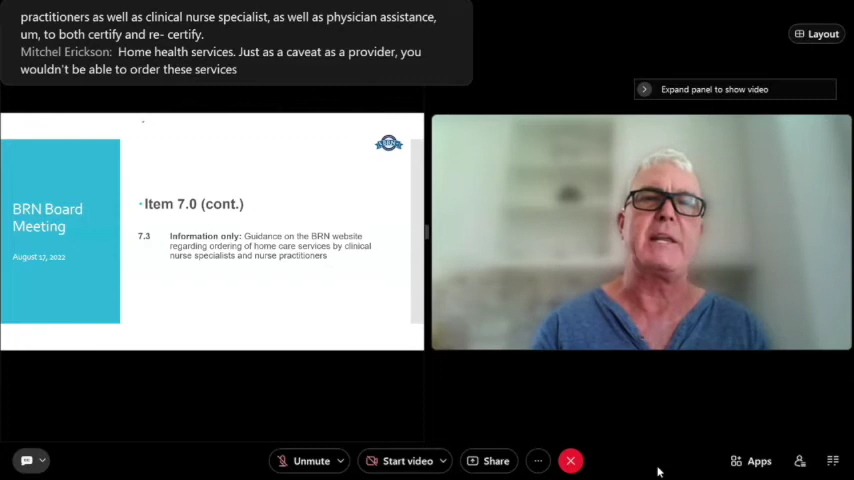 practitioners as well as clinical nurse specialist, as well as physician assistance,
um, to both certify and re- certify.
Mitchel Erickson: Home health services. Just as a caveat as a provider, you
wouldn't be able to order these services
Layout
Expand panel to show video
BRN
BRN Board
Meeting
August 17, 2022
Item 7.0 (cont.)
7.3 Information only: Guidance on the BRN website
regarding ordering of home care services by clinical
nurse specialists and nurse practitioners
Unmute
Start video
Share
Apps